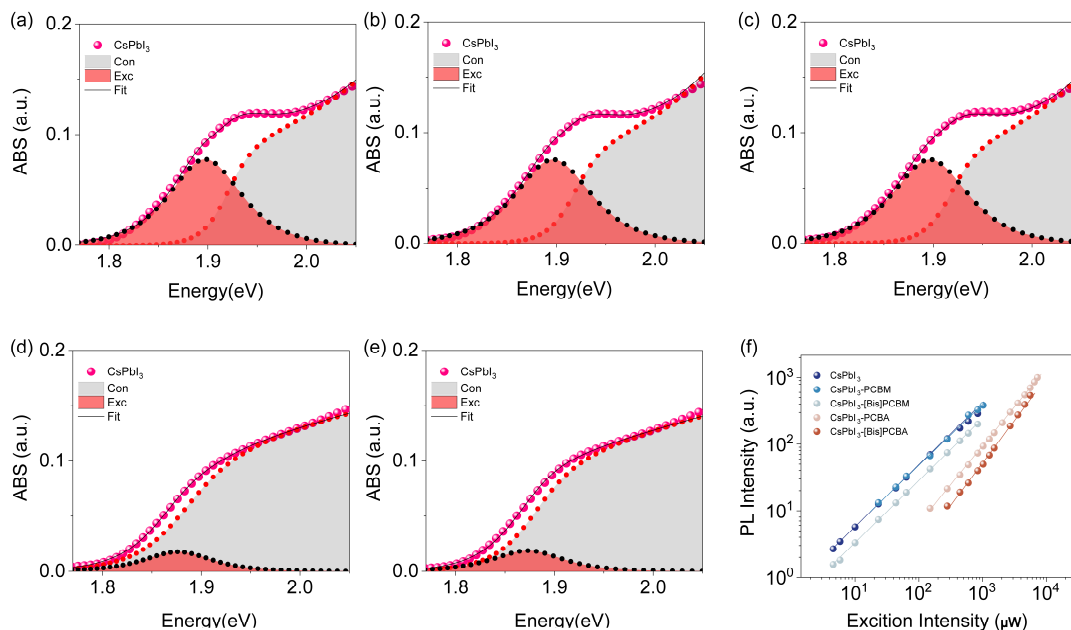 (a)
0.2
CsPbI3
Con
Exc
Fit
ABS (a.u.)
0.1
0.0
1.8
1.9
2.0
Energy(eV)
(b)
0.2
CsPbI3
Con
Exc
Fit
ABS (a.u.)
0.1
0.0
1.8
1.9
2.0
Energy(eV)
(c)
0.2
CsPbI3
Con
Exc
Fit
ABS (a.u.)
0.1
0.0
1.8
1.9
2.0
Energy(eV)
(d)
0.2
CsPbI3
Con
Exc
Fit
ABS (a.u.)
0.1
0.0
1.8
1.9
2.0
Energy(eV)
(e)
0.2
CsPbI3
Con
Exc
Fit
ABS (a.u.)
0.1
0.0
1.8
1.9
2.0
Energy(eV)
(f)
CsPbI3
CsPbI3-PCBM
CsPbI3-[Bis]PCBM
CsPbI3-PCBA
CsPbI3-[Bis]PCBA
PL Intensity (a.u.)
10^3
10^2
10^1
10^0
10^1
10^2
10^3
10^4
Excition Intensity (μW)